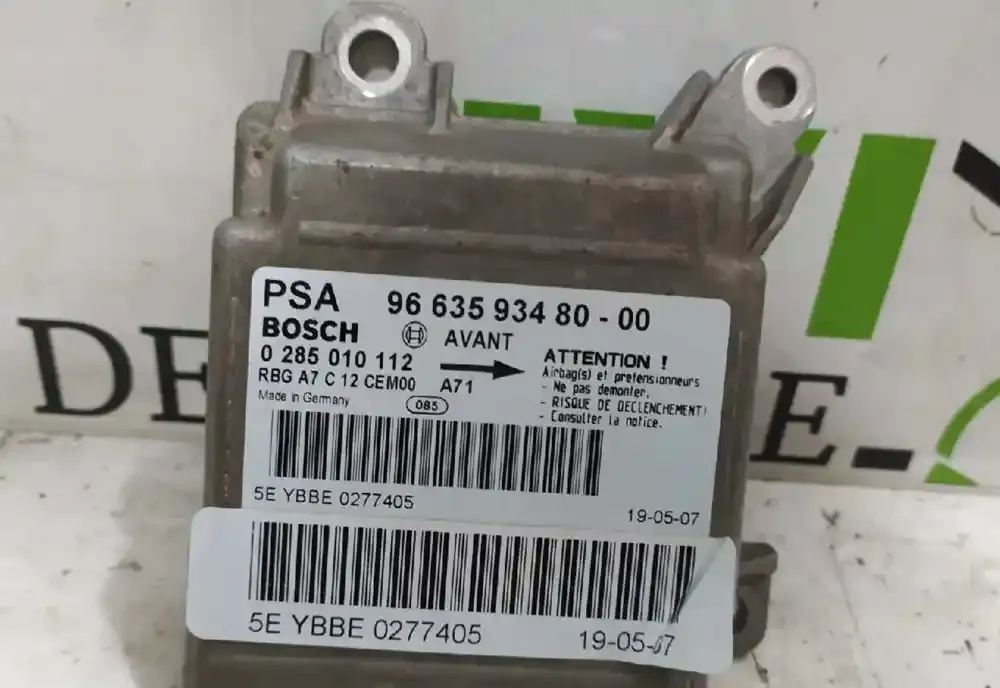 PSA 96 635 934 80 - 00
BOSCH AVANT
0 285 010 112
RBG A7 C 12 CEM00 A71
Made in Germany 085
ATTENTION !
Airbag(s) et pretensionneurs
- Ne pas demonter.
- RISQUE DE DECLENCHEMENT!
- Consulter la notice.
5E YBBE 0277405
19-05-07
5E YBBE 0277405 19-05-07
DE
E-